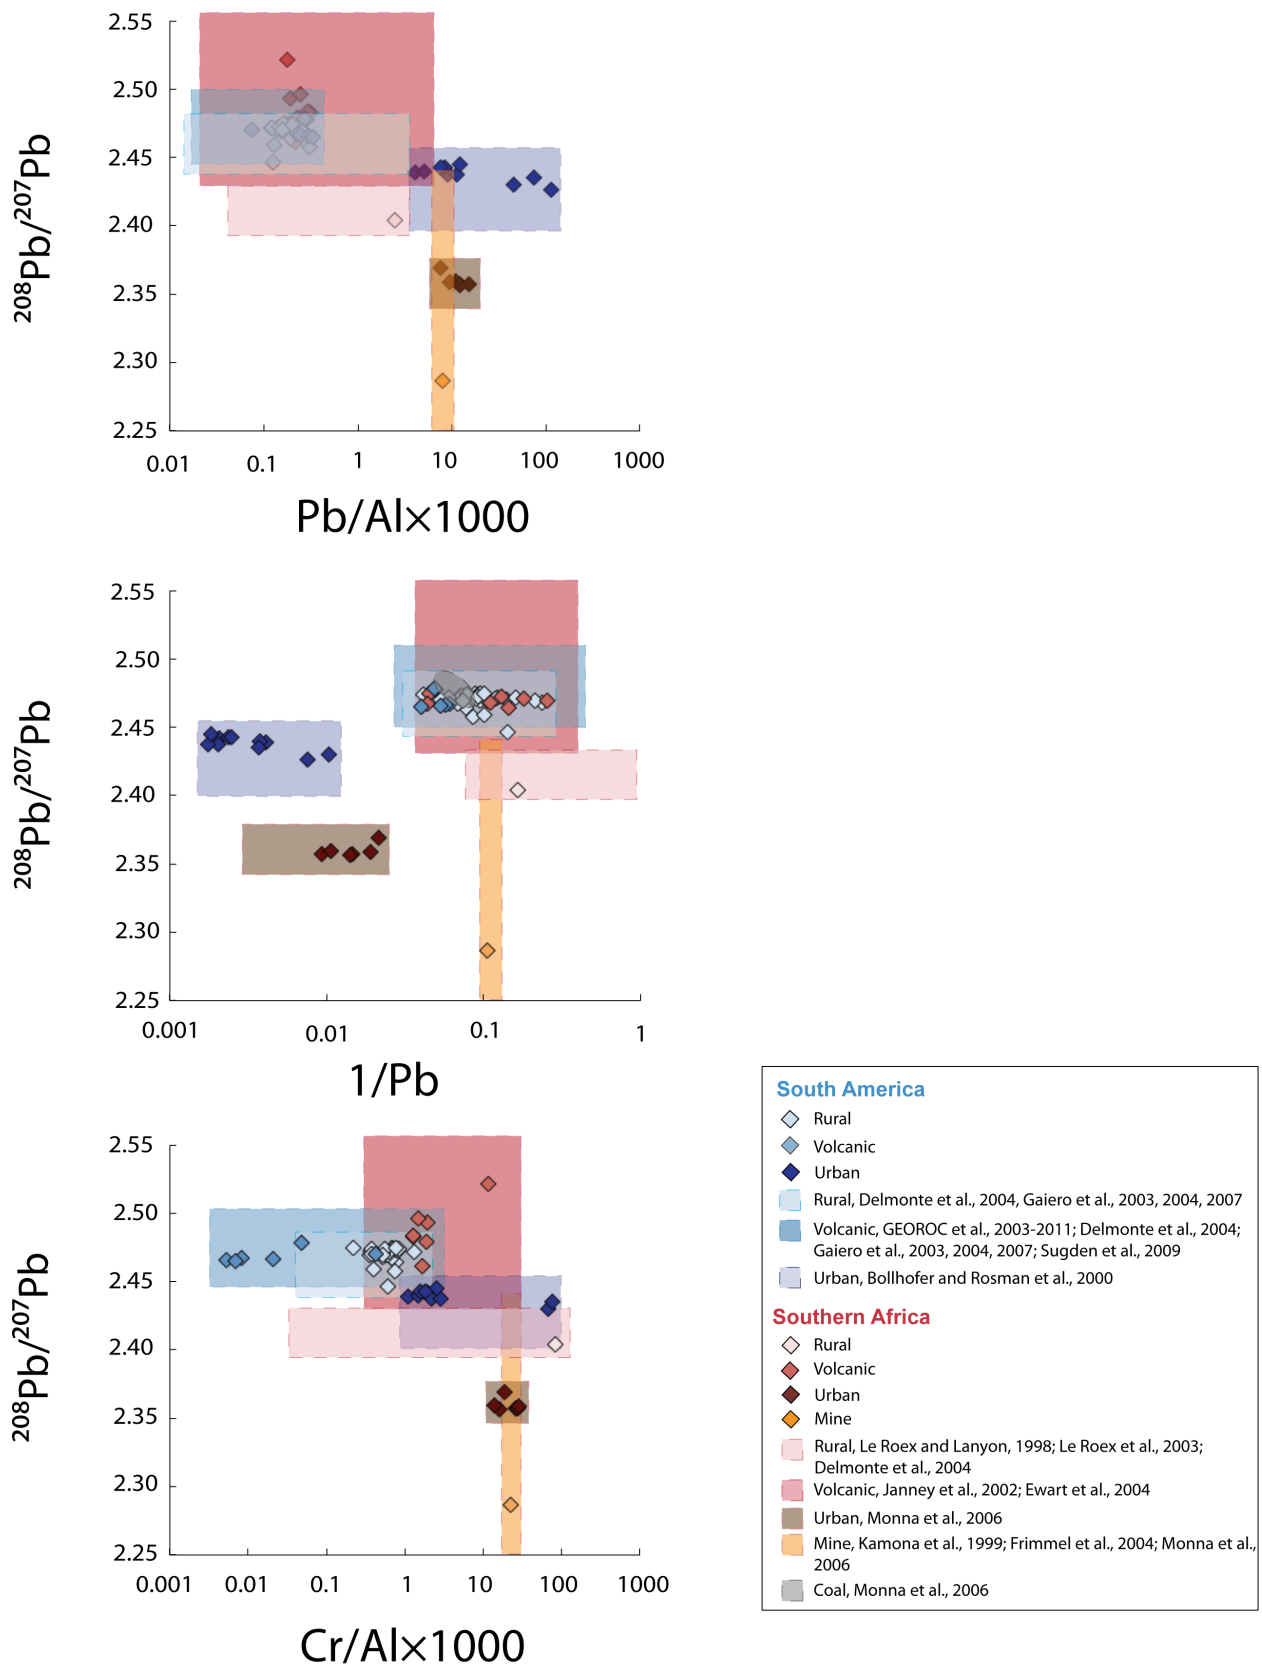 2.55
2.50
2.45
2.40
2.35
2.30
2.25
208Pb/207Pb
0.01 0.1 1 10 100 1000
Pb/Al×1000
2.55
2.50
2.45
2.40
2.35
2.30
2.25
208Pb/207Pb
0.001 0.01 0.1 1
1/Pb
2.55
2.50
2.45
2.40
2.35
2.30
2.25
208Pb/207Pb
0.001 0.01 0.1 1 10 100 1000
Cr/Al×1000
South America
Rural
Volcanic
Urban
Rural, Delmonte et al., 2004, Gaiero et al., 2003, 2004, 2007
Volcanic, GEOROC et al., 2003-2011; Delmonte et al., 2004;
Gaiero et al., 2003, 2004, 2007; Sugden et al., 2009
Urban, Bollhofer and Rosman et al., 2000
Southern Africa
Rural
Volcanic
Urban
Mine
Rural, Le Roex and Lanyon, 1998; Le Roex et al., 2003;
Delmonte et al., 2004
Volcanic, Janney et al., 2002; Ewart et al., 2004
Urban, Monna et al., 2006
Mine, Kamona et al., 1999; Frimmel et al., 2004; Monna et al.,
2006
Coal, Monna et al., 2006